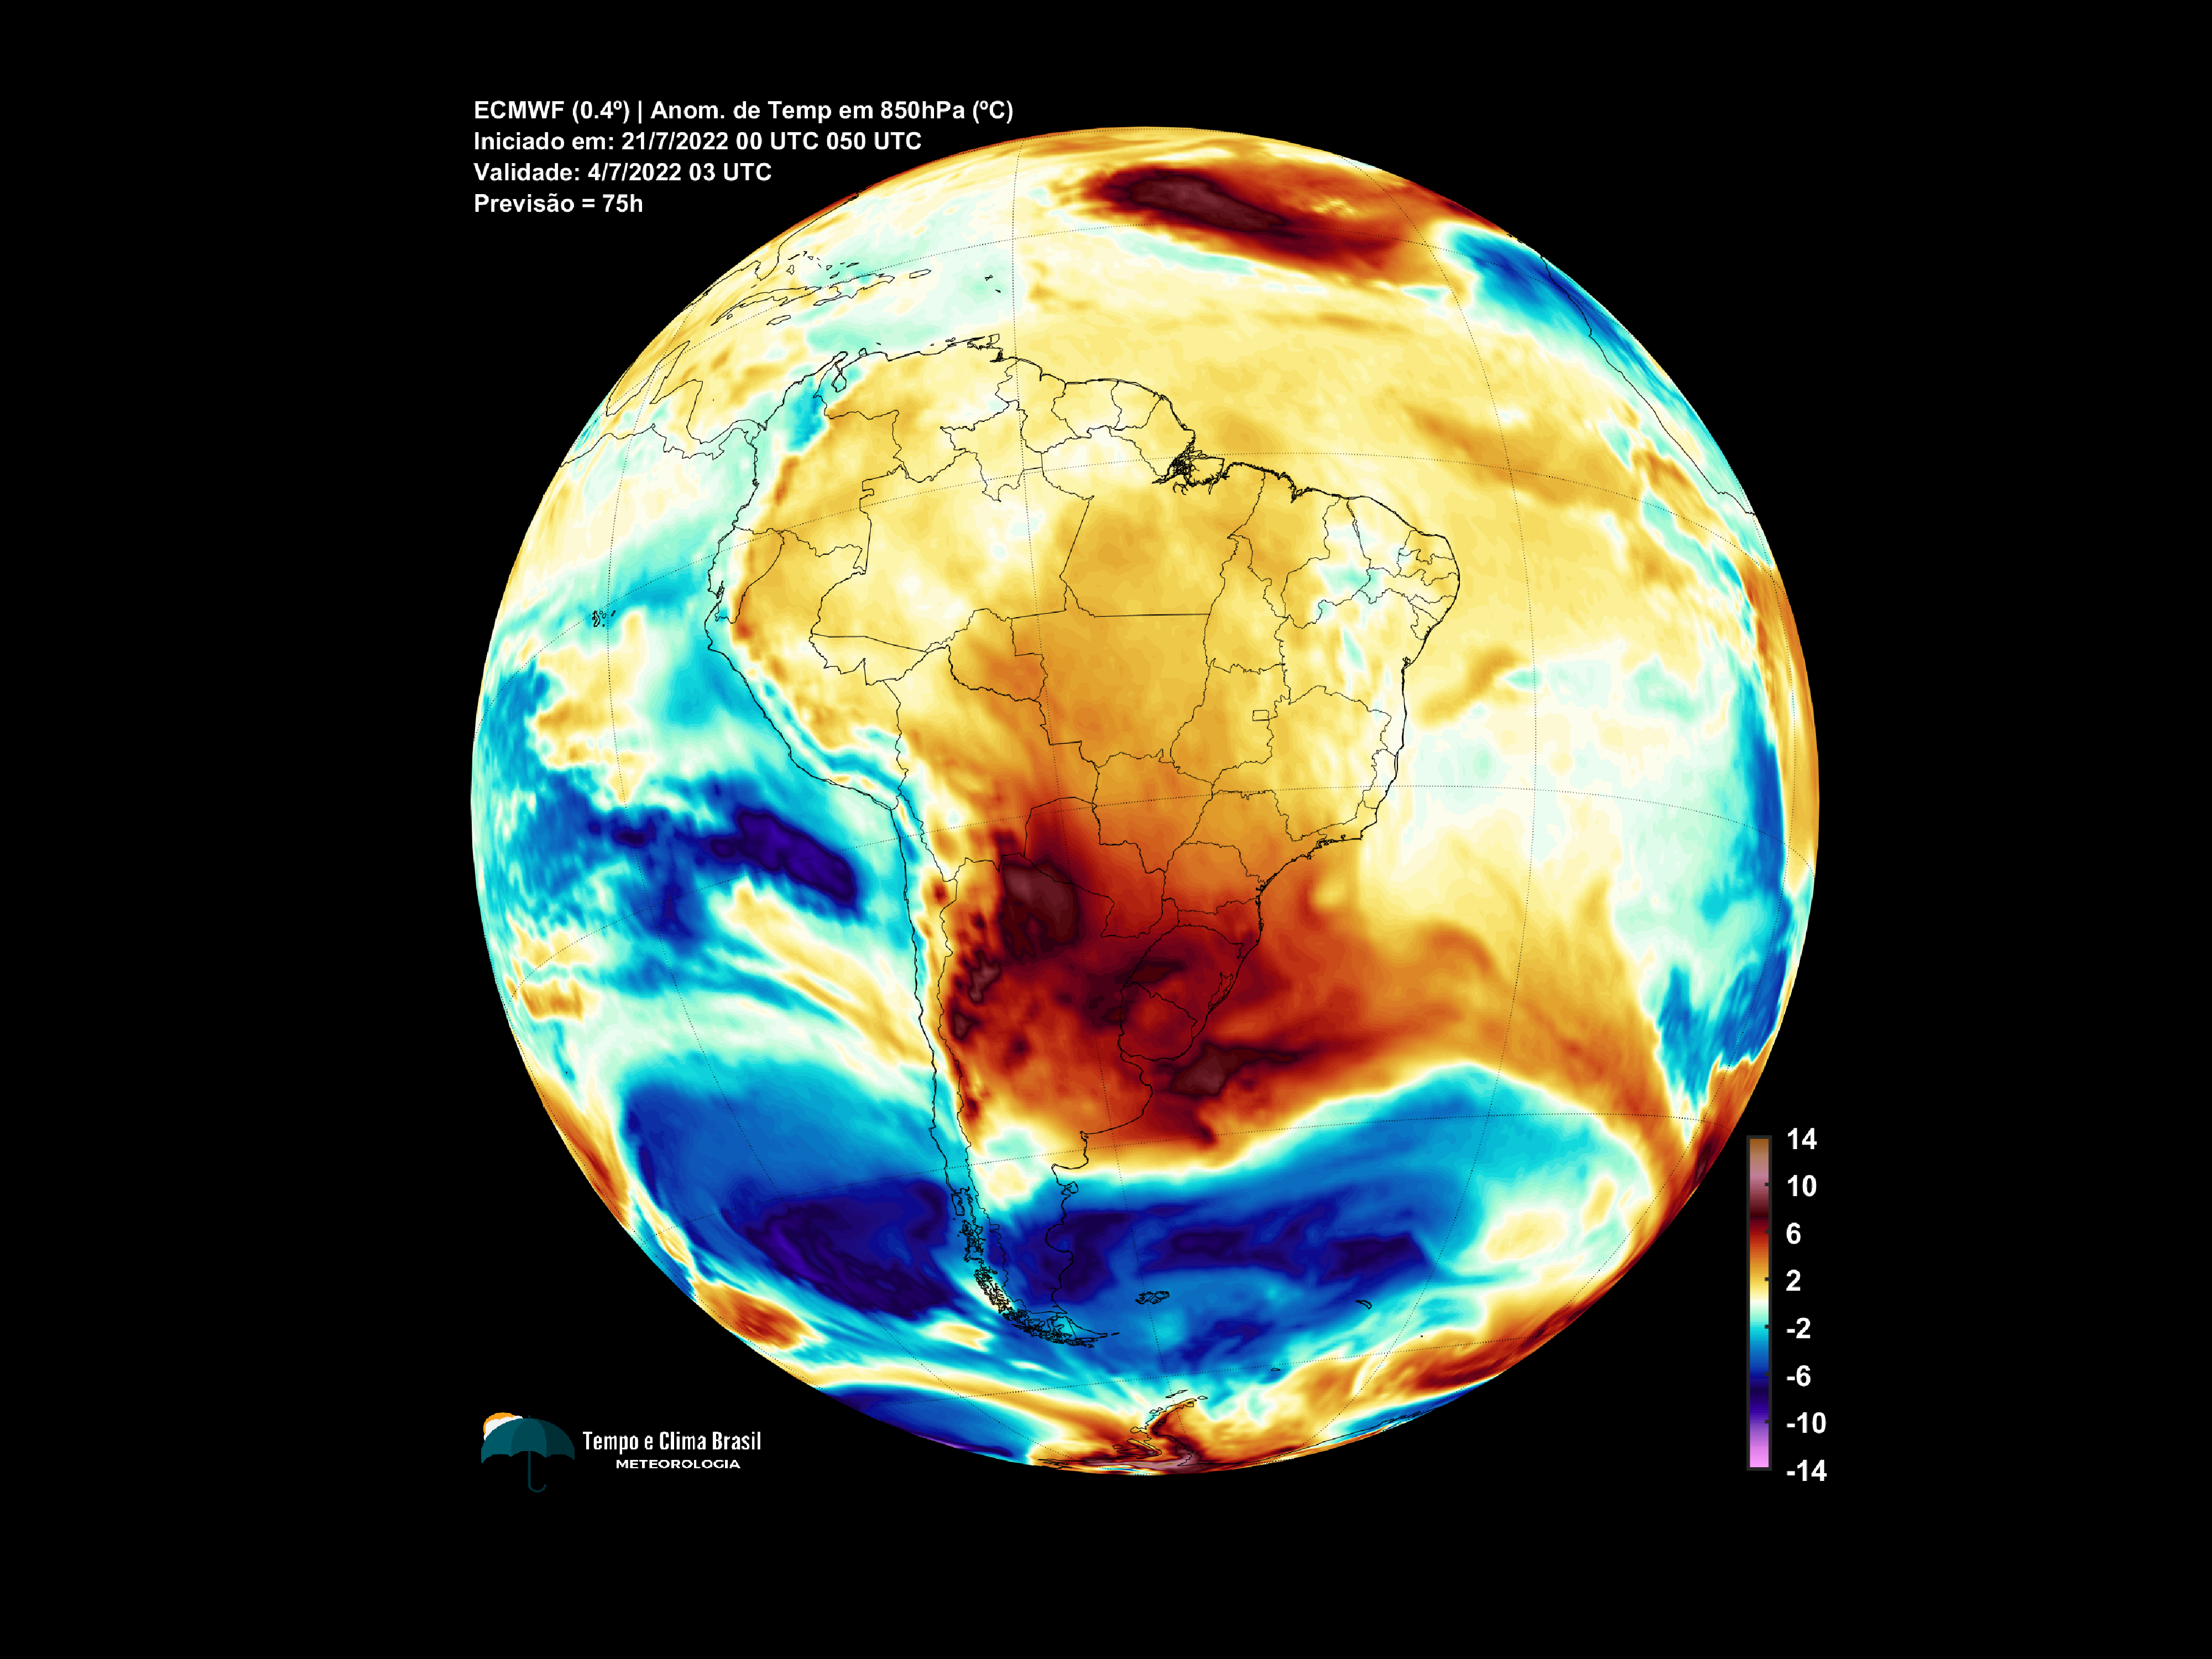 ECMWF (0.4º) | Anom. de Temp em 850hPa (ºC)
Iniciado em: 21/7/2022 00 UTC 050 UTC
Validade: 4/7/2022 03 UTC
Previsão = 75h
14
10
6
2
-2
-6
-10
-14
Tempo e Clima Brasil
METEOROLOGIA